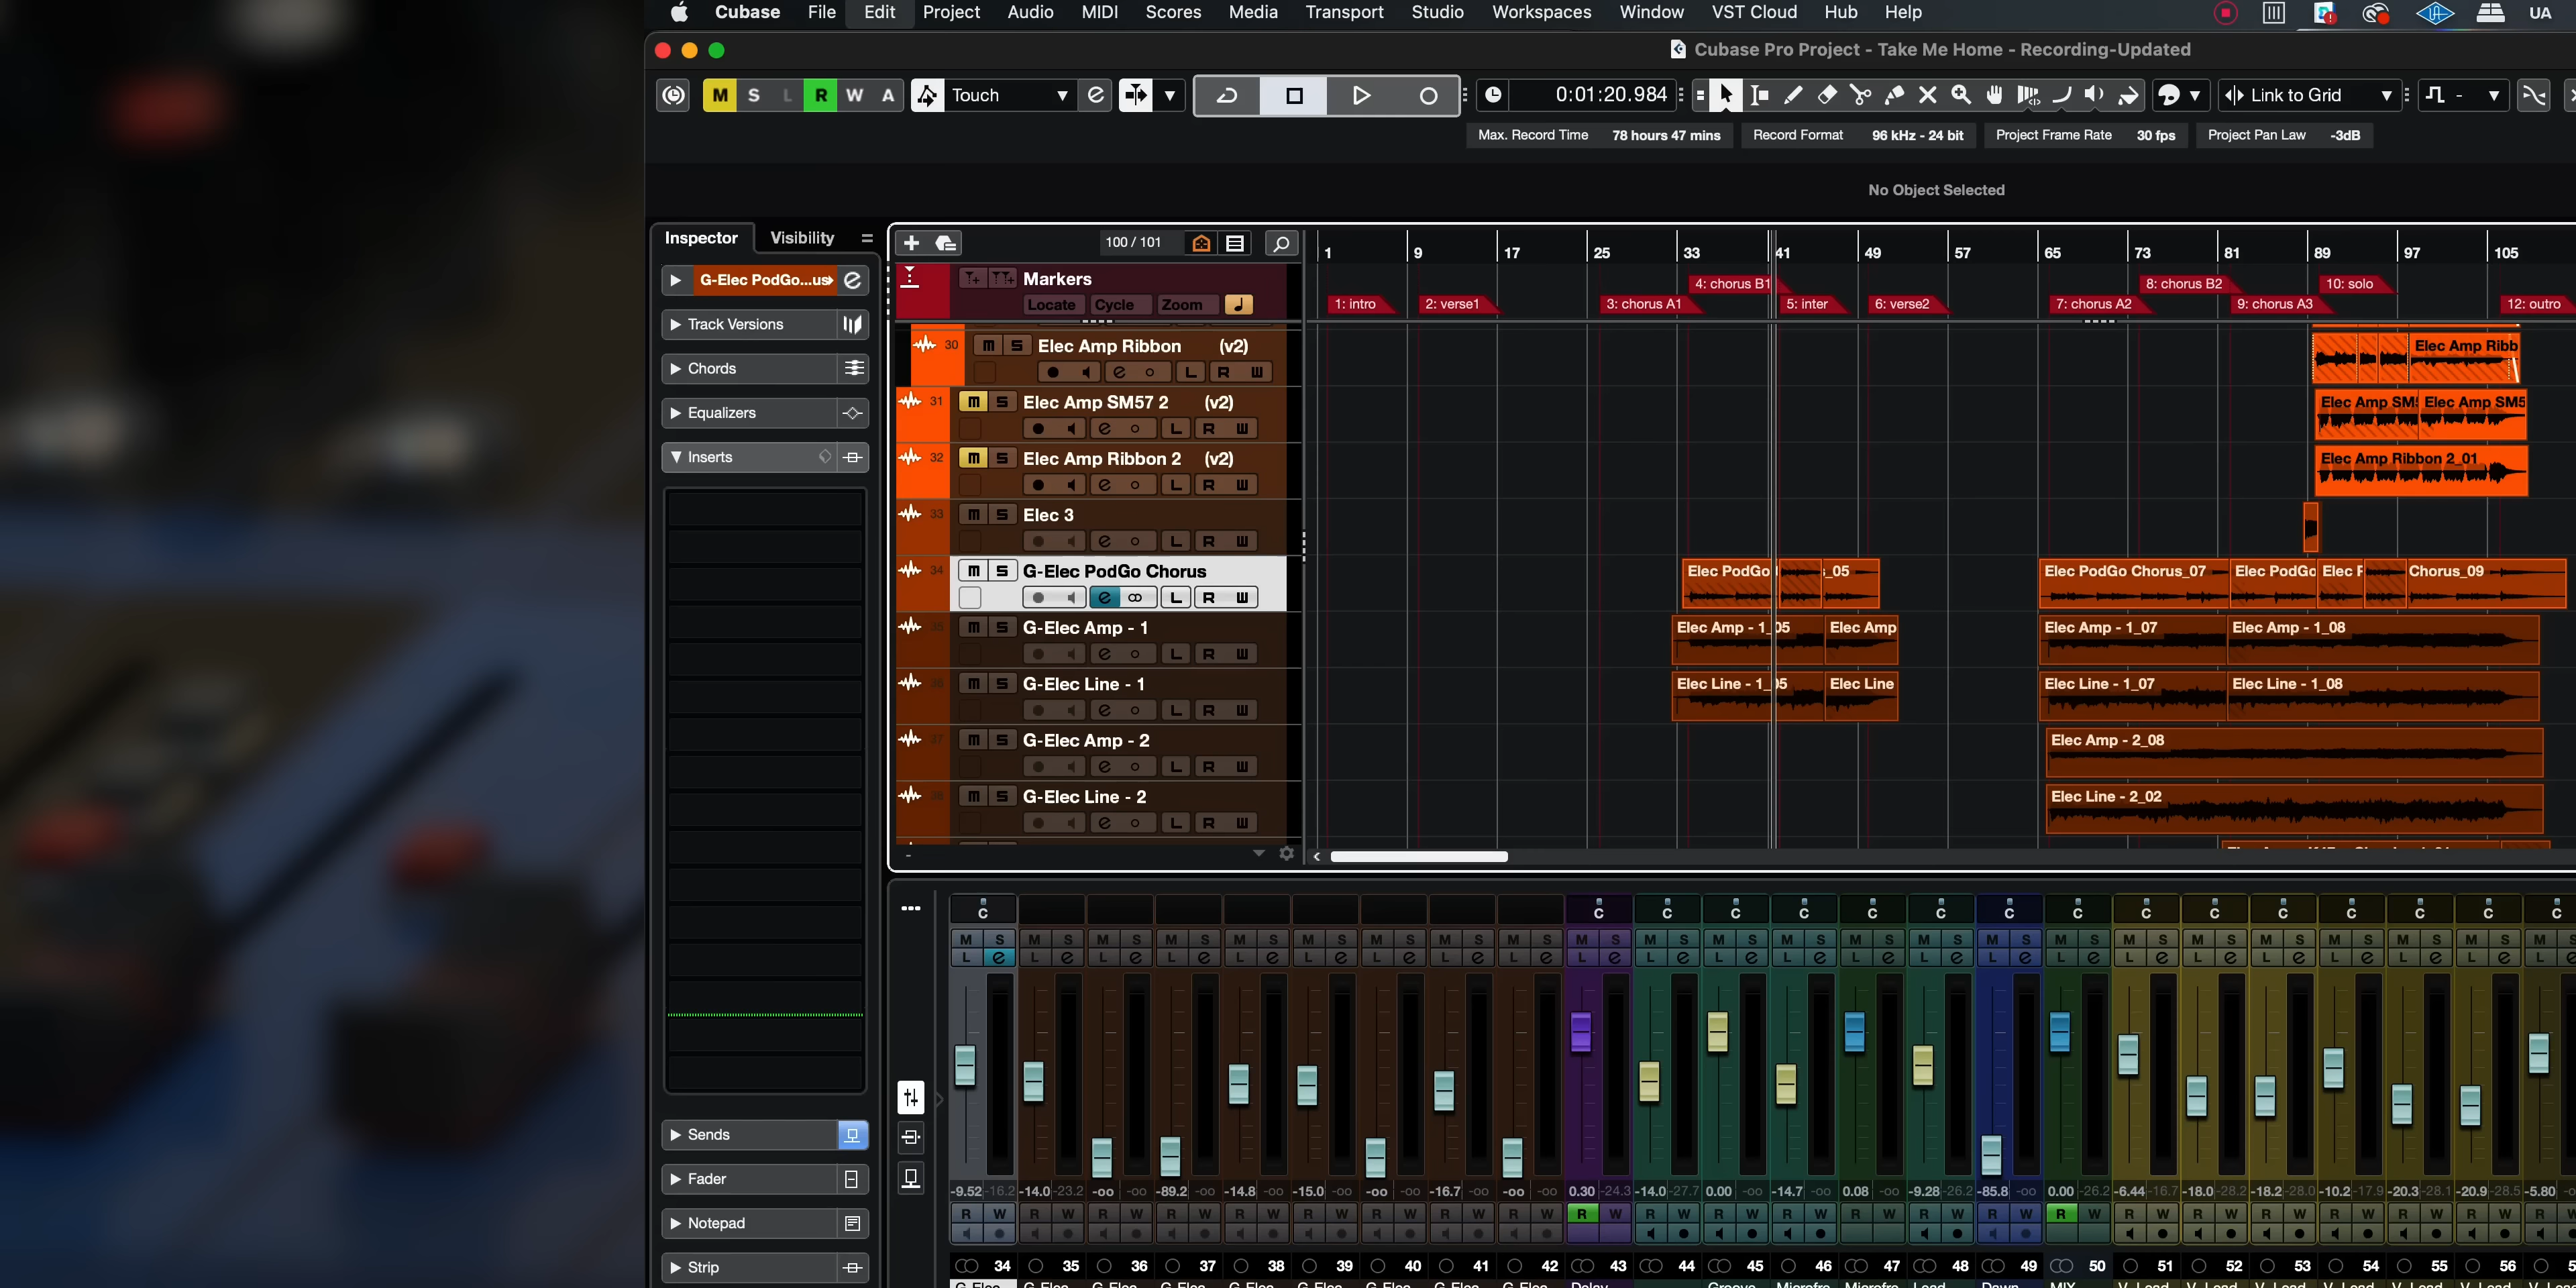 Cubase File Edit Project Audio MIDI Scores Media Transport Studio Workspaces Window VST Cloud Hub Help UA
Cubase Pro Project - Take Me Home - Recording-Updated
M S L R W A Touch 0:01:20.984 Link to Grid -
Max. Record Time 78 hours 47 mins Record Format 96 kHz - 24 bit Project Frame Rate 30 fps Project Pan Law -3dB
No Object Selected
Inspector Visibility
G-Elec PodGo...us
Track Versions
Chords
Equalizers
Inserts
Sends
Fader
Notepad
Strip
100 / 101
1 9 17 25 33 41 49 57 65 73 81 89 97 105
Markers
Locate Cycle Zoom
4: chorus B1 8: chorus B2 10: solo
1: intro 2: verse1 3: chorus A1 5: inter 6: verse2 7: chorus A2 9: chorus A3 12: outro
30 m S Elec Amp Ribbon (v2) Elec Amp Ribb
L R W
31 m S Elec Amp SM57 2 (v2) Elec Amp SM Elec Amp SM5
L R W
32 m S Elec Amp Ribbon 2 (v2) Elec Amp Ribbon 2_01
L R W
33 m S Elec 3
L R W
34 m S G-Elec PodGo Chorus Elec PodGo _05 Elec PodGo Chorus_07 Elec PodGo Elec Chorus_09
L R W
35 m S G-Elec Amp - 1 Elec Amp - 1_05 Elec Amp Elec Amp - 1_07 Elec Amp - 1_08
L R W
36 m S G-Elec Line - 1 Elec Line - 1_05 Elec Line Elec Line - 1_07 Elec Line - 1_08
L R W
37 m S G-Elec Amp - 2 Elec Amp - 2_08
L R W
38 m S G-Elec Line - 2 Elec Line - 2_02
L R W
C C C C C C C C C C C C C C C C
M S M S M S M S M S M S M S M S M S M S M S M S M S M S M S M S M S M S M S M S M S M S M S M
L L L L L L L L L L L L L L L L L L L L L L L L
-9.52 -16.2 -14.0 -23.2 -oo -oo -89.2 -oo -14.8 -oo -15.0 -oo -oo -oo -16.7 -oo -oo -oo 0.30 -24.3 -14.0 -27.7 0.00 -oo -14.7 -oo 0.08 -oo -9.28 -26.2 -85.8 -oo 0.00 -26.2 -6.44 -16.7 -18.0 -28.2 -18.2 -28.0 -10.2 -17.9 -20.3 -28.1 -20.9 -28.5 -5.80
R W R W R W R W R W R W R W R W R W R W R W R W R W R W R W R W R W R W R W R W R W R W R W R
34 35 36 37 38 39 40 41 42 43 44 45 46 47 48 49 50 51 52 53 54 55 56